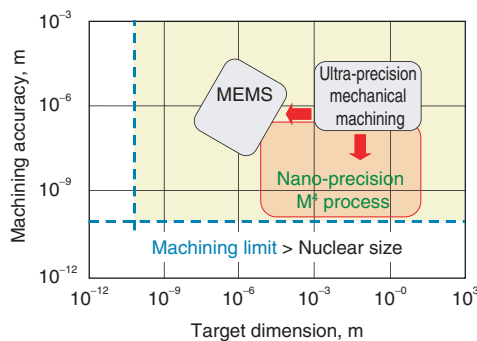 Machining accuracy, m
10⁻³
10⁻⁶
10⁻⁹
10⁻¹²
MEMS
Ultra-precision
mechanical
machining
Nano-precision
M⁴ process
Machining limit > Nuclear size
10⁻¹² 10⁻⁹ 10⁻⁶ 10⁻³ 10⁻⁰ 10³
Target dimension, m